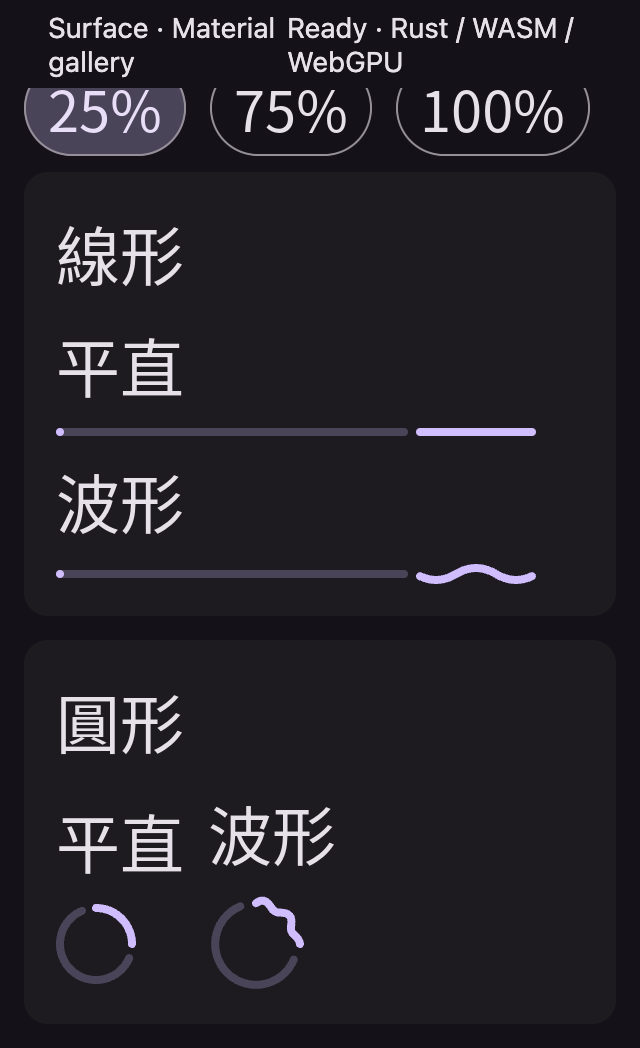 Surface · Material gallery
Ready · Rust / WASM / WebGPU
25% 75% 100%
線形
平直
波形
圓形
平直 波形